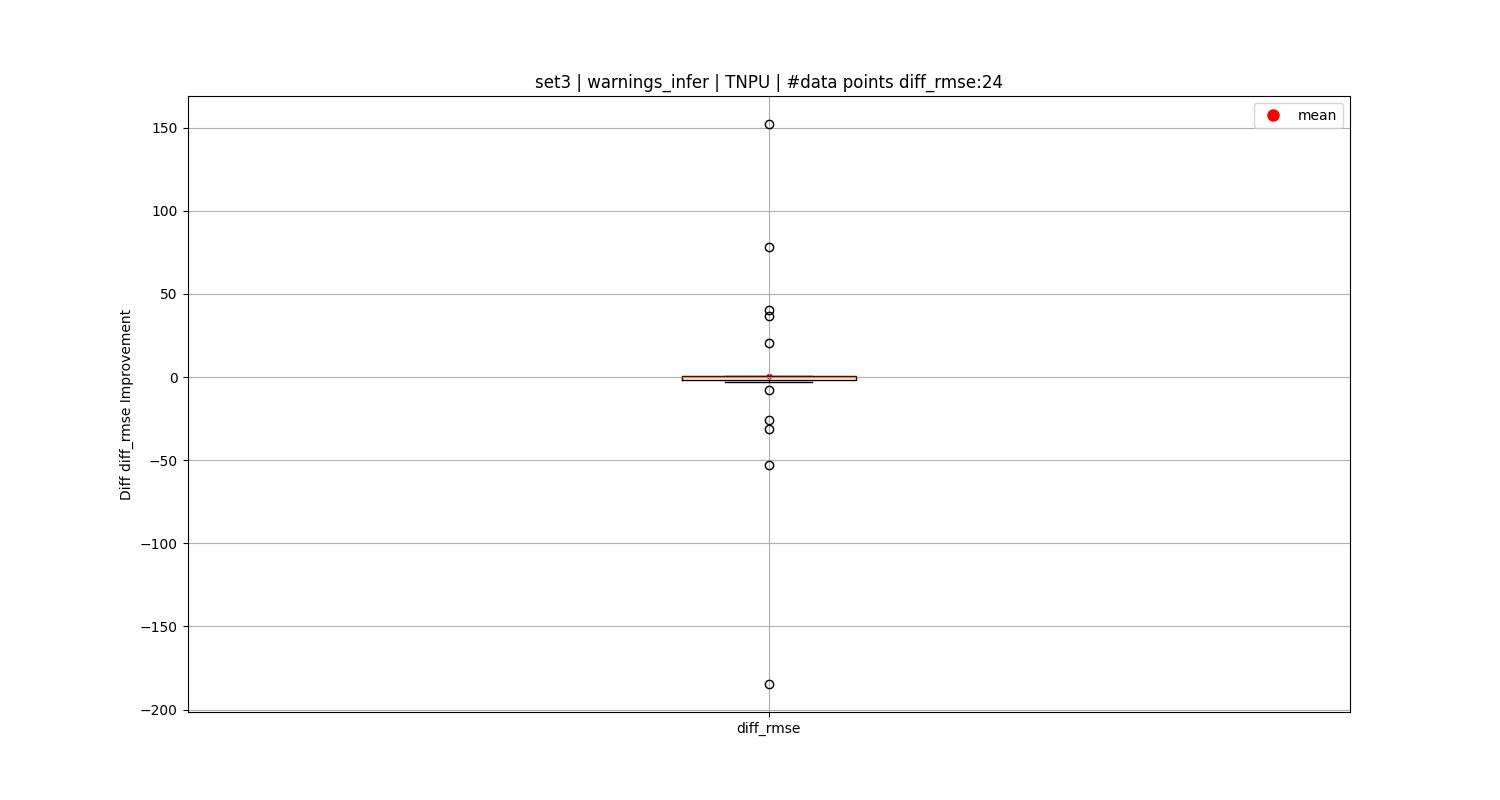 set3 | warnings_infer | TNPU | #data points diff_rmse:24
mean
150
100
50
0
−50
−100
−150
−200
Diff diff_rmse Improvement
diff_rmse